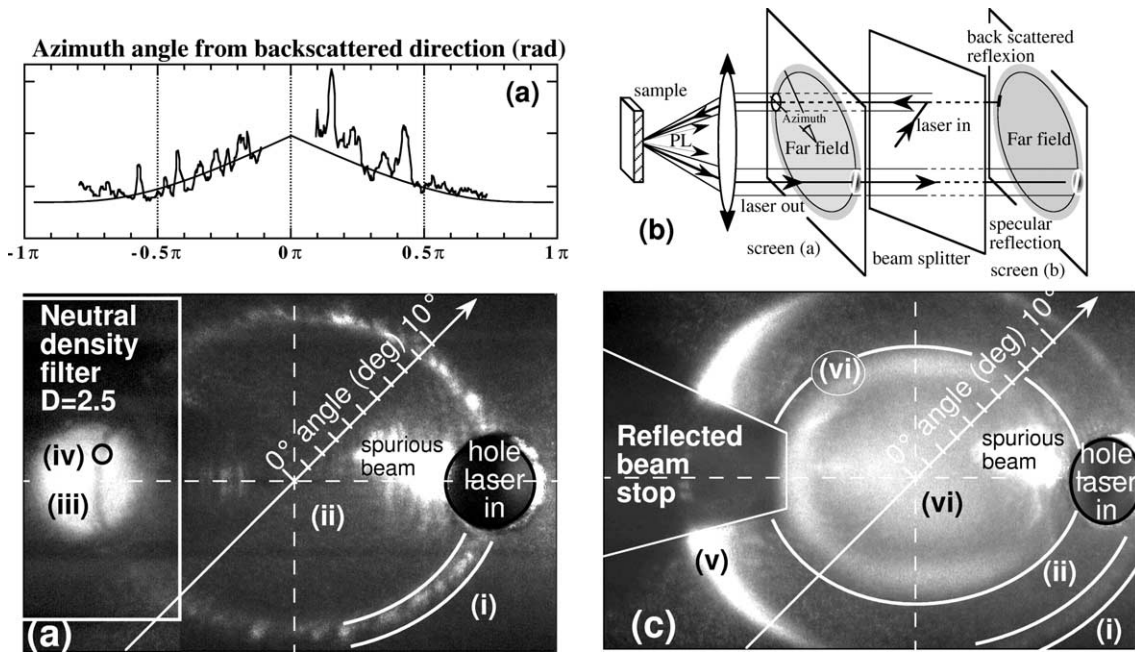 Azimuth angle from backscattered direction (rad)
(a)
-1π
-0.5π
0π
0.5π
1π
back scattered
reflexion
sample
Azimuth
laser in
PL
Far field
Far field
laser out
(b)
specular
reflection
screen (a)
beam splitter
screen (b)
Neutral
density
filter
D=2.5
0° angle (deg) 10°
(iv)
spurious
beam
hole
laser
in
(iii)
(ii)
(i)
(a)
0° angle (deg) 10°
(vi)
Reflected
beam
stop
spurious
beam
hole
laser
in
(vi)
(v)
(ii)
(c)
(i)